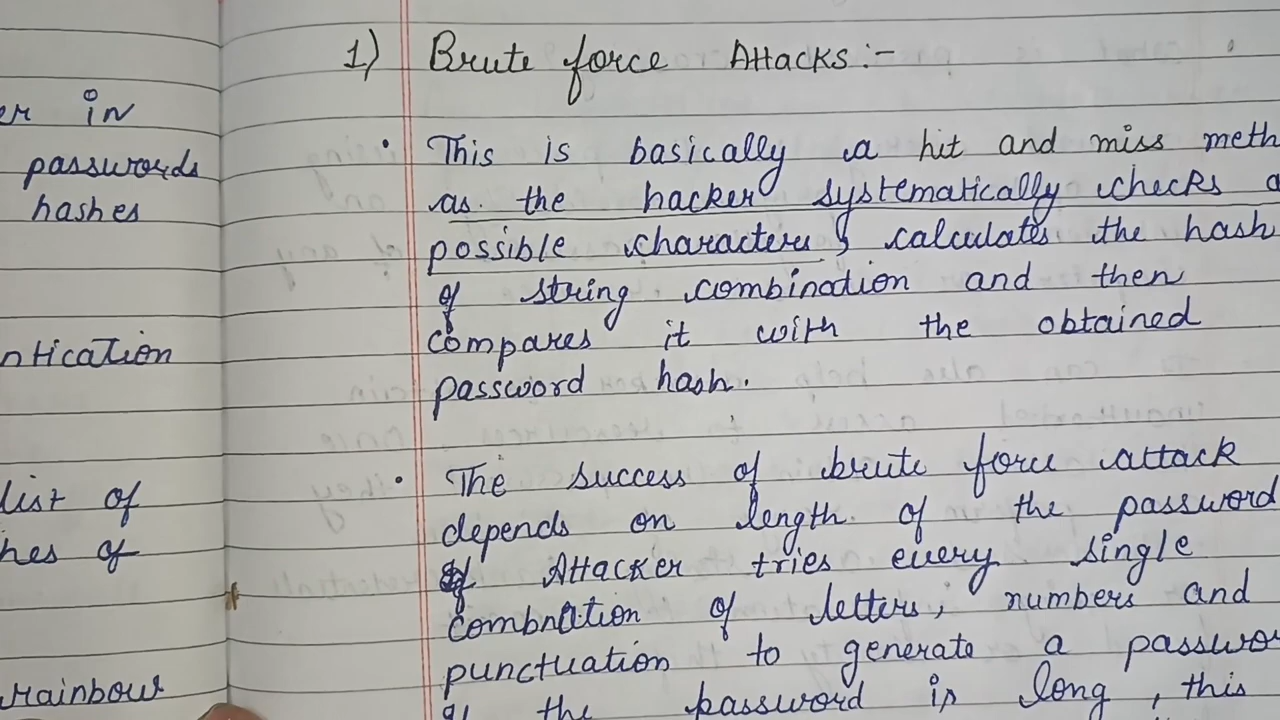 er in
passwords
hashes
ntication
list of
hes of
rainbow
1) Brute force Attacks :-
• This is basically a hit and miss meth
as the hacker systematically checks a
possible characters & calculates the hash
of string combination and then
compares it with the obtained
password hash.
• The success of brute force attack
depends on length of the password
Attacker tries every single
combntion of letters, numbers and
punctuation to generate a passwo
the password is long, this